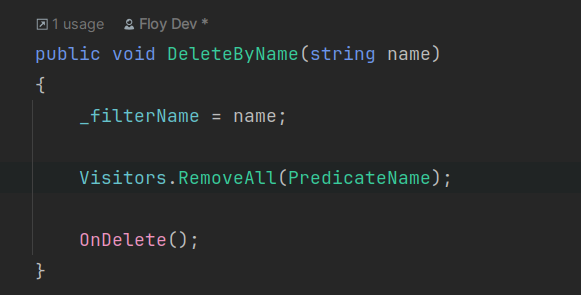 1 usage Floy Dev *
public void DeleteByName(string name)
{
    _filterName = name;
    Visitors.RemoveAll(PredicateName);
    OnDelete();
}